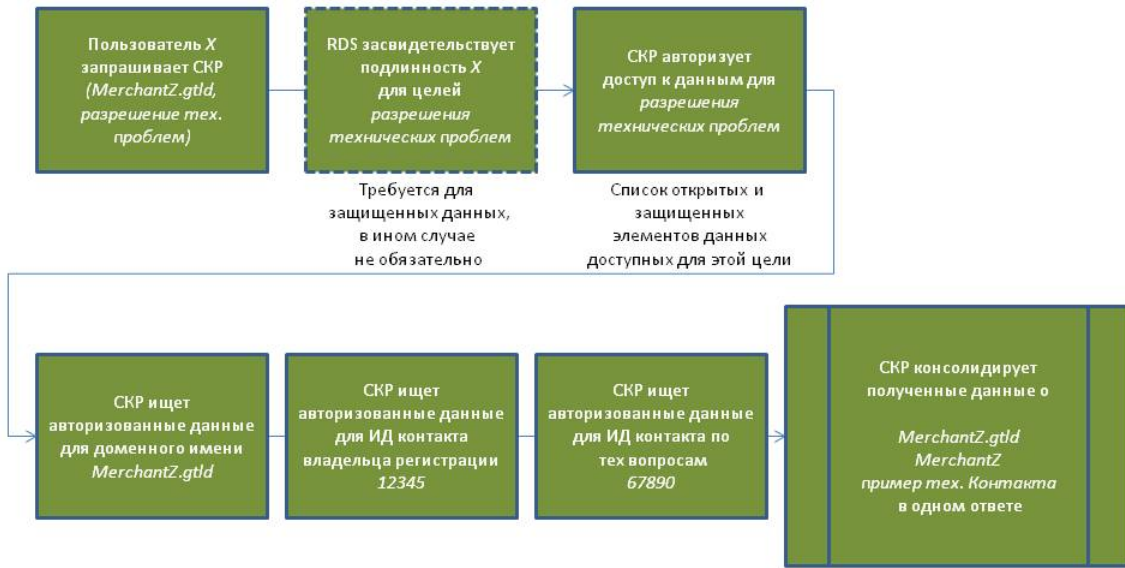 Пользователь X
запрашивает СКР
(MerchantZ.gtld,
разрешение тех.
проблем)
RDS засвидетельствует
подлинность X
для целей
разрешения
технических проблем
СКР авторизует
доступ к данным для
разрешения
технических проблем
Требуется для
защищенных данных,
в ином случае
не обязательно
Список открытых и
защищенных
элементов данных
доступных для этой цели
СКР ищет
авторизованные данные
для доменного имени
MerchantZ.gtld
СКР ищет
авторизованные данные
для ИД контакта
владельца регистрации
12345
СКР ищет
авторизованные данные
для ИД контакта по
тех вопросам
67890
СКР консолидирует
полученные данные о
MerchantZ.gtld
MerchantZ
пример тех. Контакта
в одном ответе